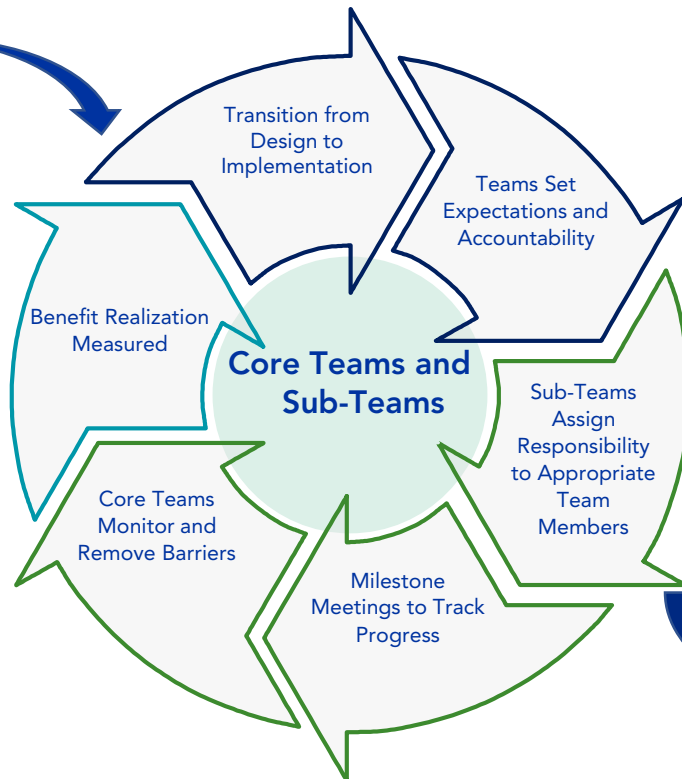 Transition from
Design to
Implementation
Teams Set
Expectations and
Accountability
Sub-Teams
Assign
Responsibility
to Appropriate
Team
Members
Milestone
Meetings to Track
Progress
Core Teams
Monitor and
Remove Barriers
Benefit Realization
Measured
Core Teams and
Sub-Teams